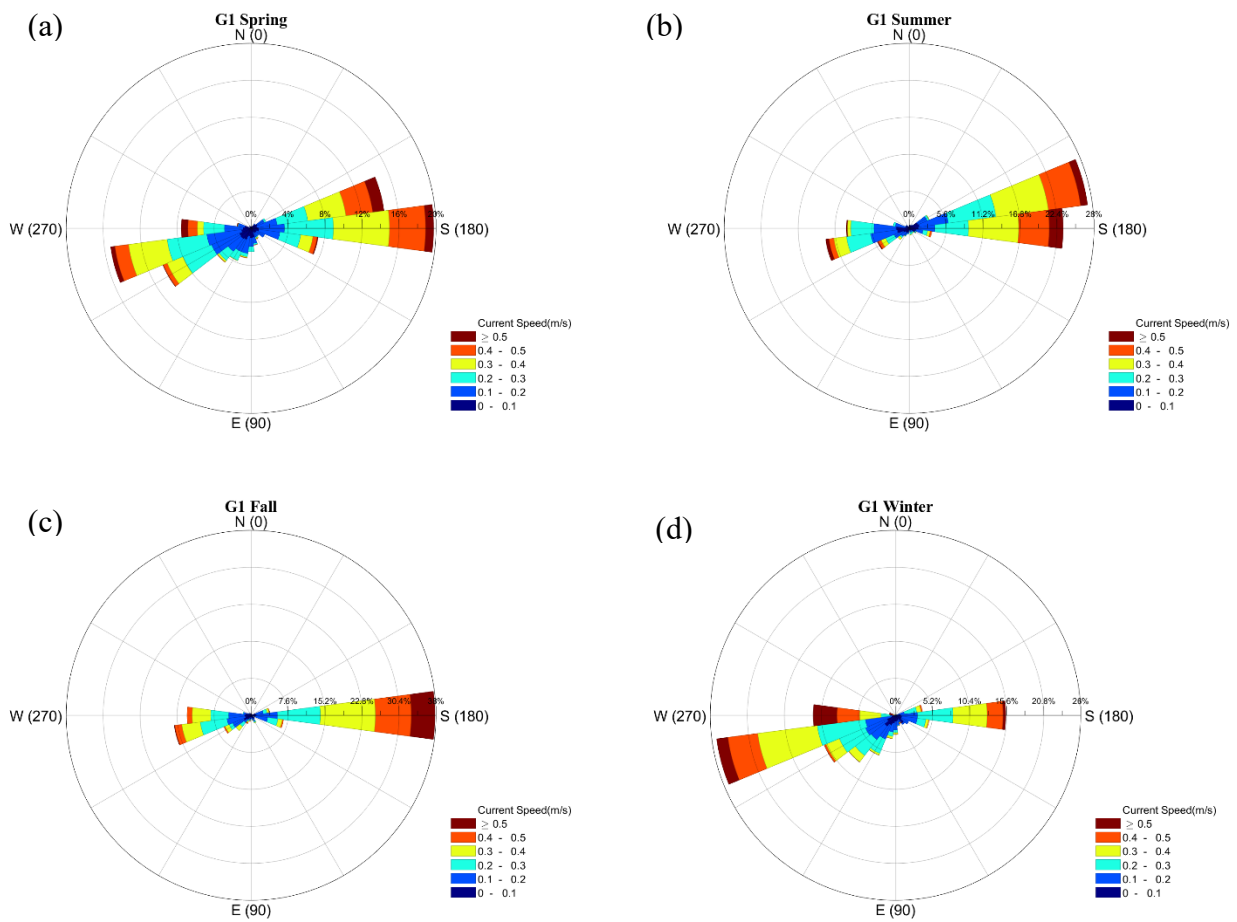 (a)
G1 Spring
N (0)
W (270)
0% 4% 8% 12% 16% 20%
S (180)
E (90)
Current Speed(m/s)
≥ 0.5
0.4 - 0.5
0.3 - 0.4
0.2 - 0.3
0.1 - 0.2
0 - 0.1
(b)
G1 Summer
N (0)
W (270)
0% 5.6% 11.2% 16.8% 22.4% 28%
S (180)
E (90)
Current Speed(m/s)
≥ 0.5
0.4 - 0.5
0.3 - 0.4
0.2 - 0.3
0.1 - 0.2
0 - 0.1
(c)
G1 Fall
N (0)
W (270)
0% 7.6% 15.2% 22.8% 30.4% 38%
S (180)
E (90)
Current Speed(m/s)
≥ 0.5
0.4 - 0.5
0.3 - 0.4
0.2 - 0.3
0.1 - 0.2
0 - 0.1
(d)
G1 Winter
N (0)
W (270)
0% 5.2% 10.4% 15.6% 20.8% 26%
S (180)
E (90)
Current Speed(m/s)
≥ 0.5
0.4 - 0.5
0.3 - 0.4
0.2 - 0.3
0.1 - 0.2
0 - 0.1